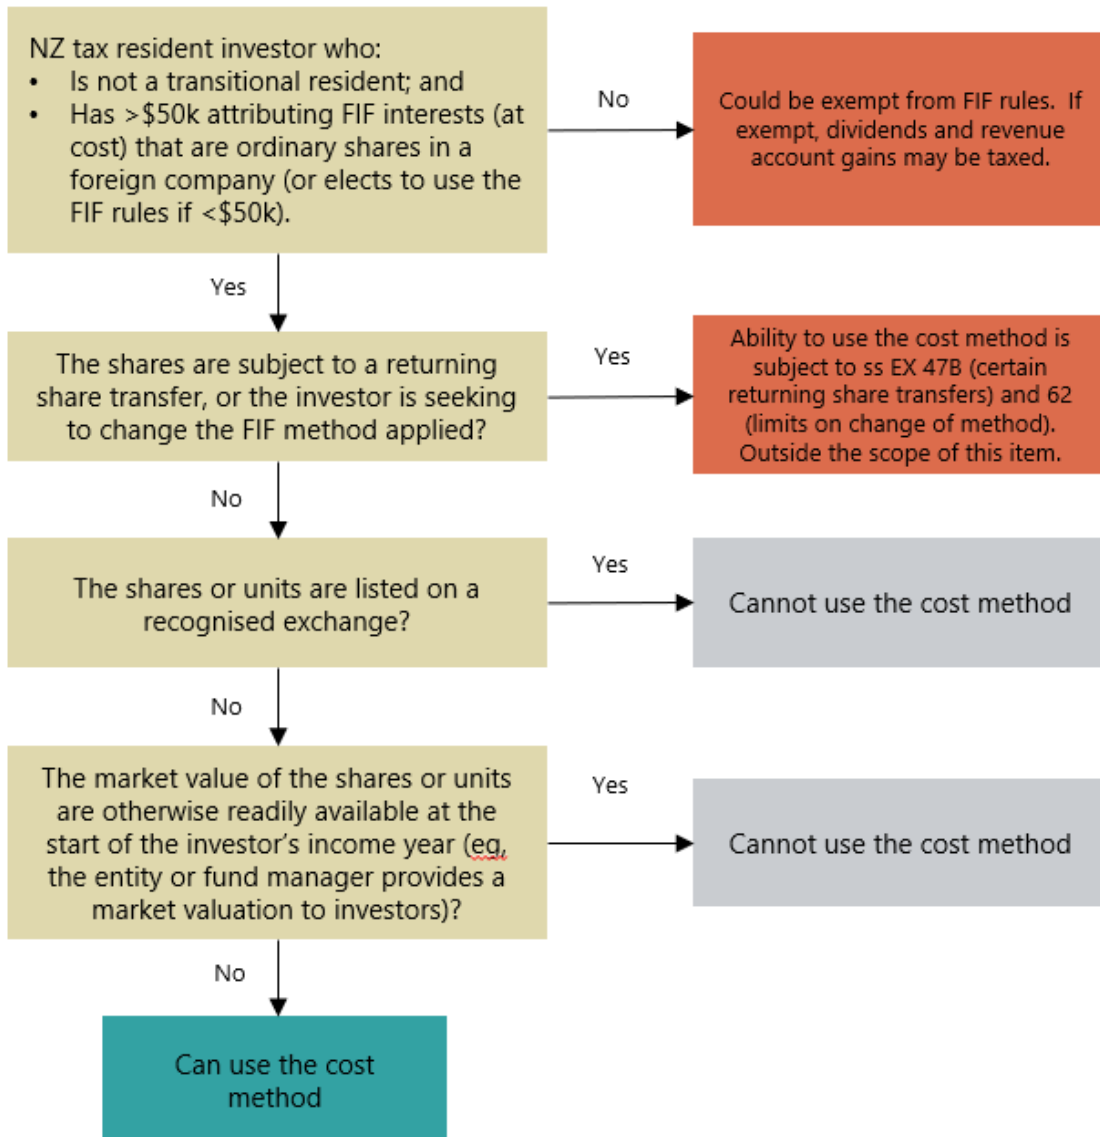 NZ tax resident investor who:
• Is not a transitional resident; and
• Has >$50k attributing FIF interests (at
cost) that are ordinary shares in a
foreign company (or elects to use the
FIF rules if <$50k).
No
Could be exempt from FIF rules. If
exempt, dividends and revenue
account gains may be taxed.
Yes
The shares are subject to a returning
share transfer, or the investor is seeking
to change the FIF method applied?
Yes
Ability to use the cost method is
subject to ss EX 47B (certain
returning share transfers) and 62
(limits on change of method).
Outside the scope of this item.
No
The shares or units are listed on a
recognised exchange?
Yes
Cannot use the cost method
No
The market value of the shares or units
are otherwise readily available at the
start of the investor's income year (eg,
the entity or fund manager provides a
market valuation to investors)?
Yes
Cannot use the cost method
No
Can use the cost
method